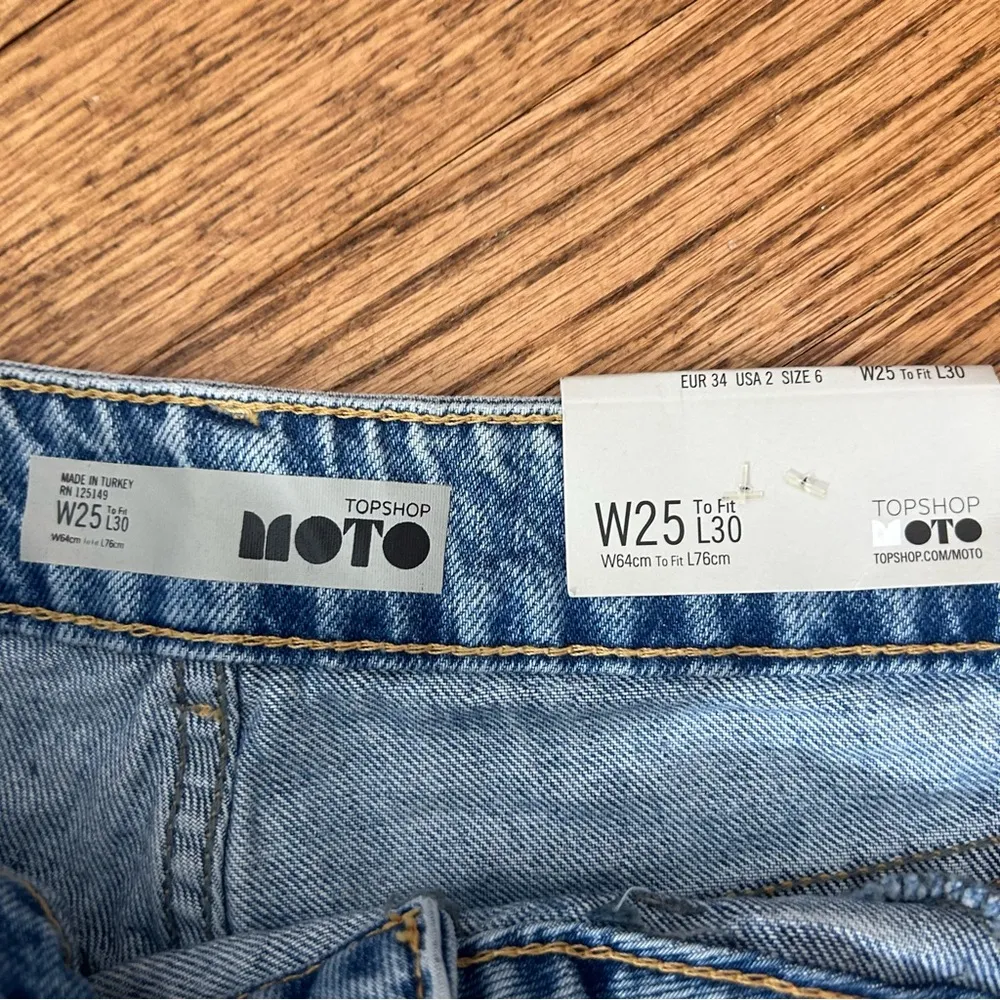 MADE IN TURKEY
RN 125149
W25 To Fit L30
W64cm To Fit L76cm
TOPSHOP
MOTO
EUR 34 USA 2 SIZE 6 W25 To Fit L30
W25 To Fit L30
W64cm To Fit L76cm
TOPSHOP
MOTO
TOPSHOP.COM/MOTO